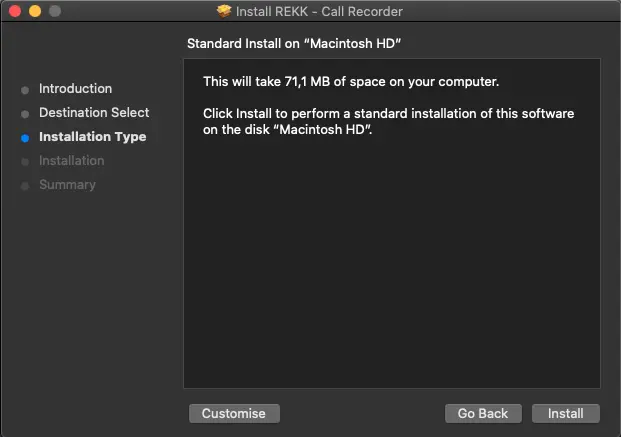 Install REKK - Call Recorder
Standard Install on “Macintosh HD”
Introduction
Destination Select
Installation Type
Installation
Summary
This will take 71,1 MB of space on your computer.
Click Install to perform a standard installation of this software
on the disk “Macintosh HD”.
Customise
Go Back
Install